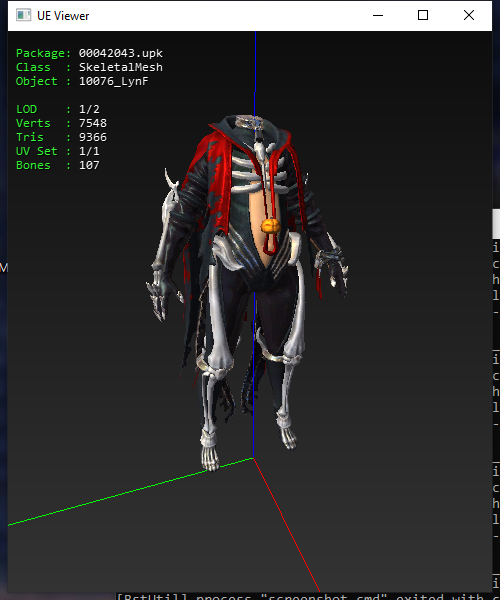 UE Viewer
Package: 00042043.upk
Class : SkeletalMesh
Object : 10076_LynF
LOD : 1/2
Verts : 7548
Tris : 9366
UV Set : 1/1
Bones : 107
M
i
c
h
l
-
i
c
h
l
-
i
c
h
l
-
i
[RstUtil] process "screenshot.cmd" exited with c